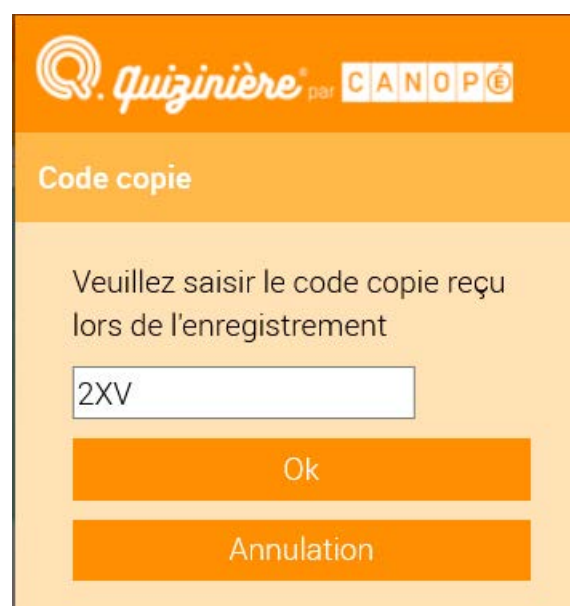 Q. Quizinière® par CANOPÉ
Code copie
Veuillez saisir le code copie reçu
lors de l'enregistrement
2XV
Ok
Annulation